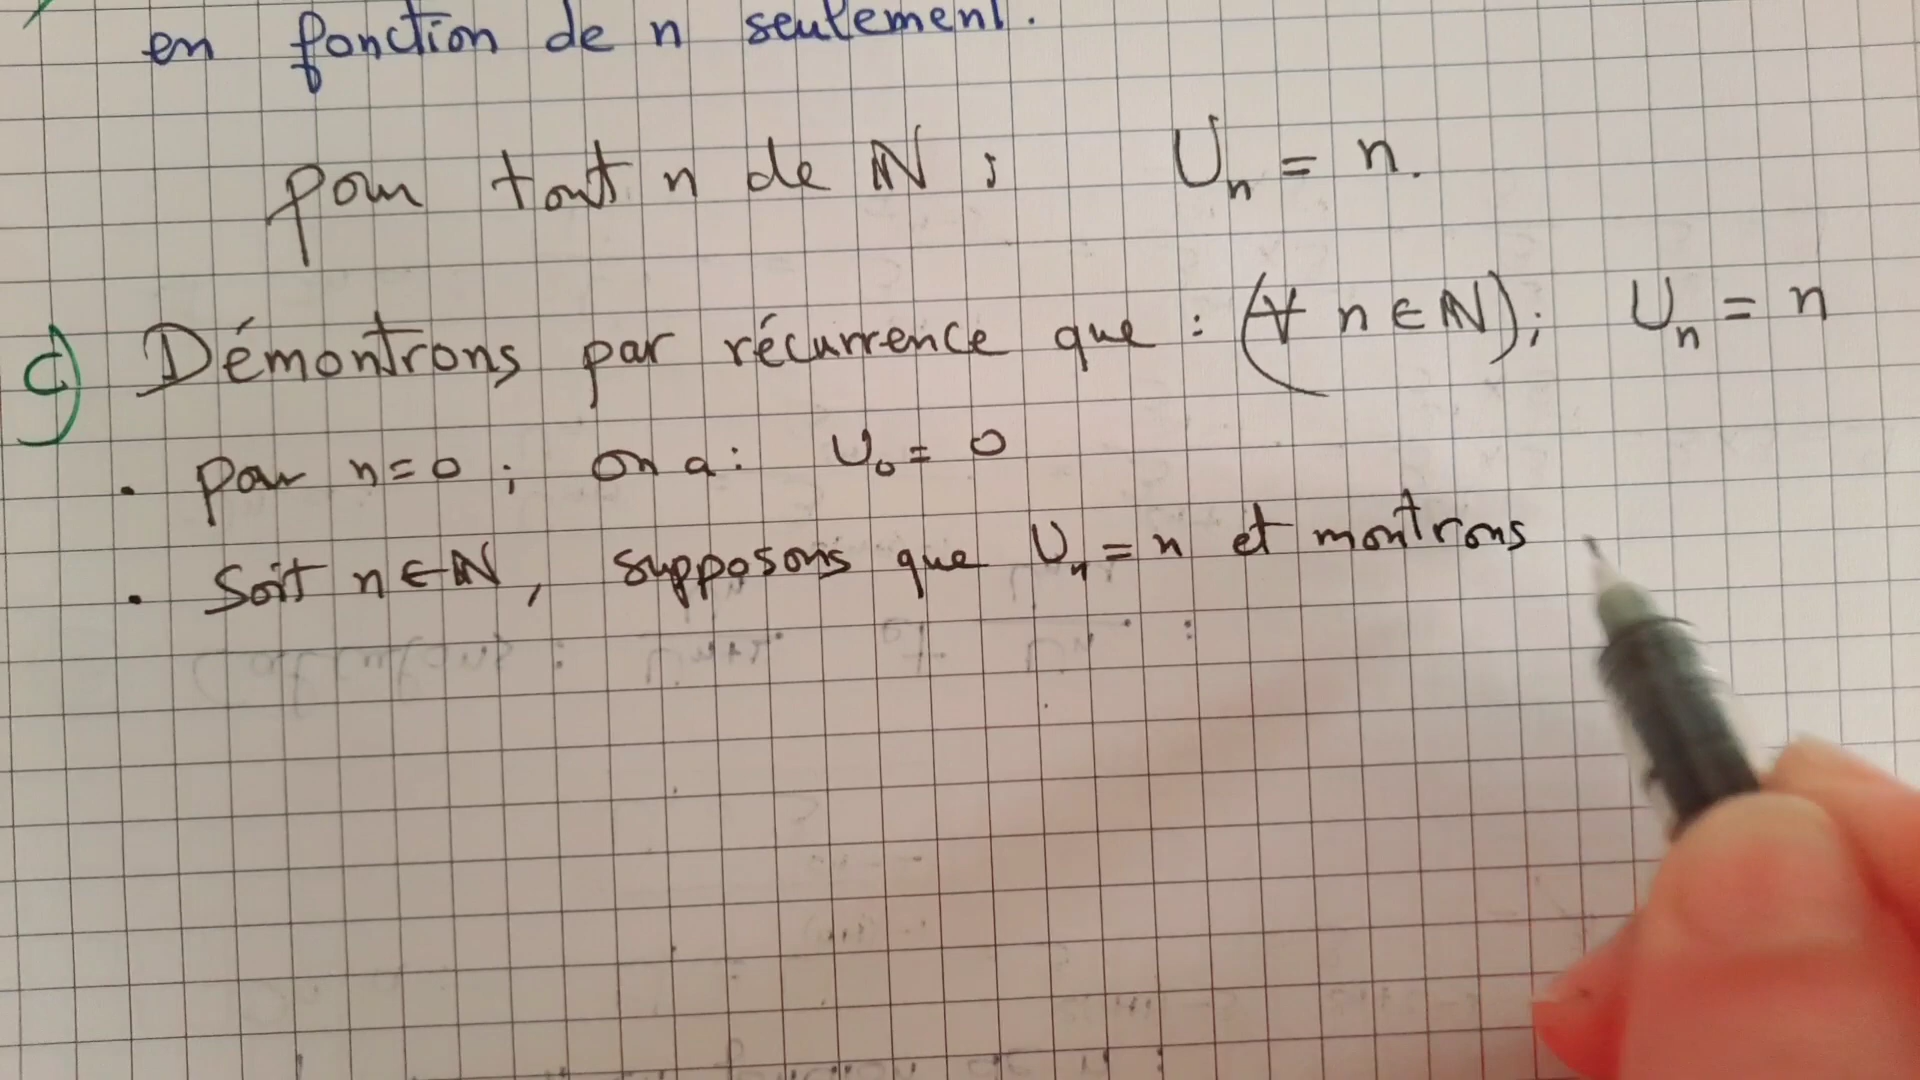 en fonction de n seulement.
pour tout n de ℕ ; Uₙ = n.
c) Démontrons par récurrence que : (∀ n ∈ ℕ); Uₙ = n
• Pour n=0 ; on a : U₀ = 0
• Soit n ∈ ℕ, supposons que Uₙ = n et montrons